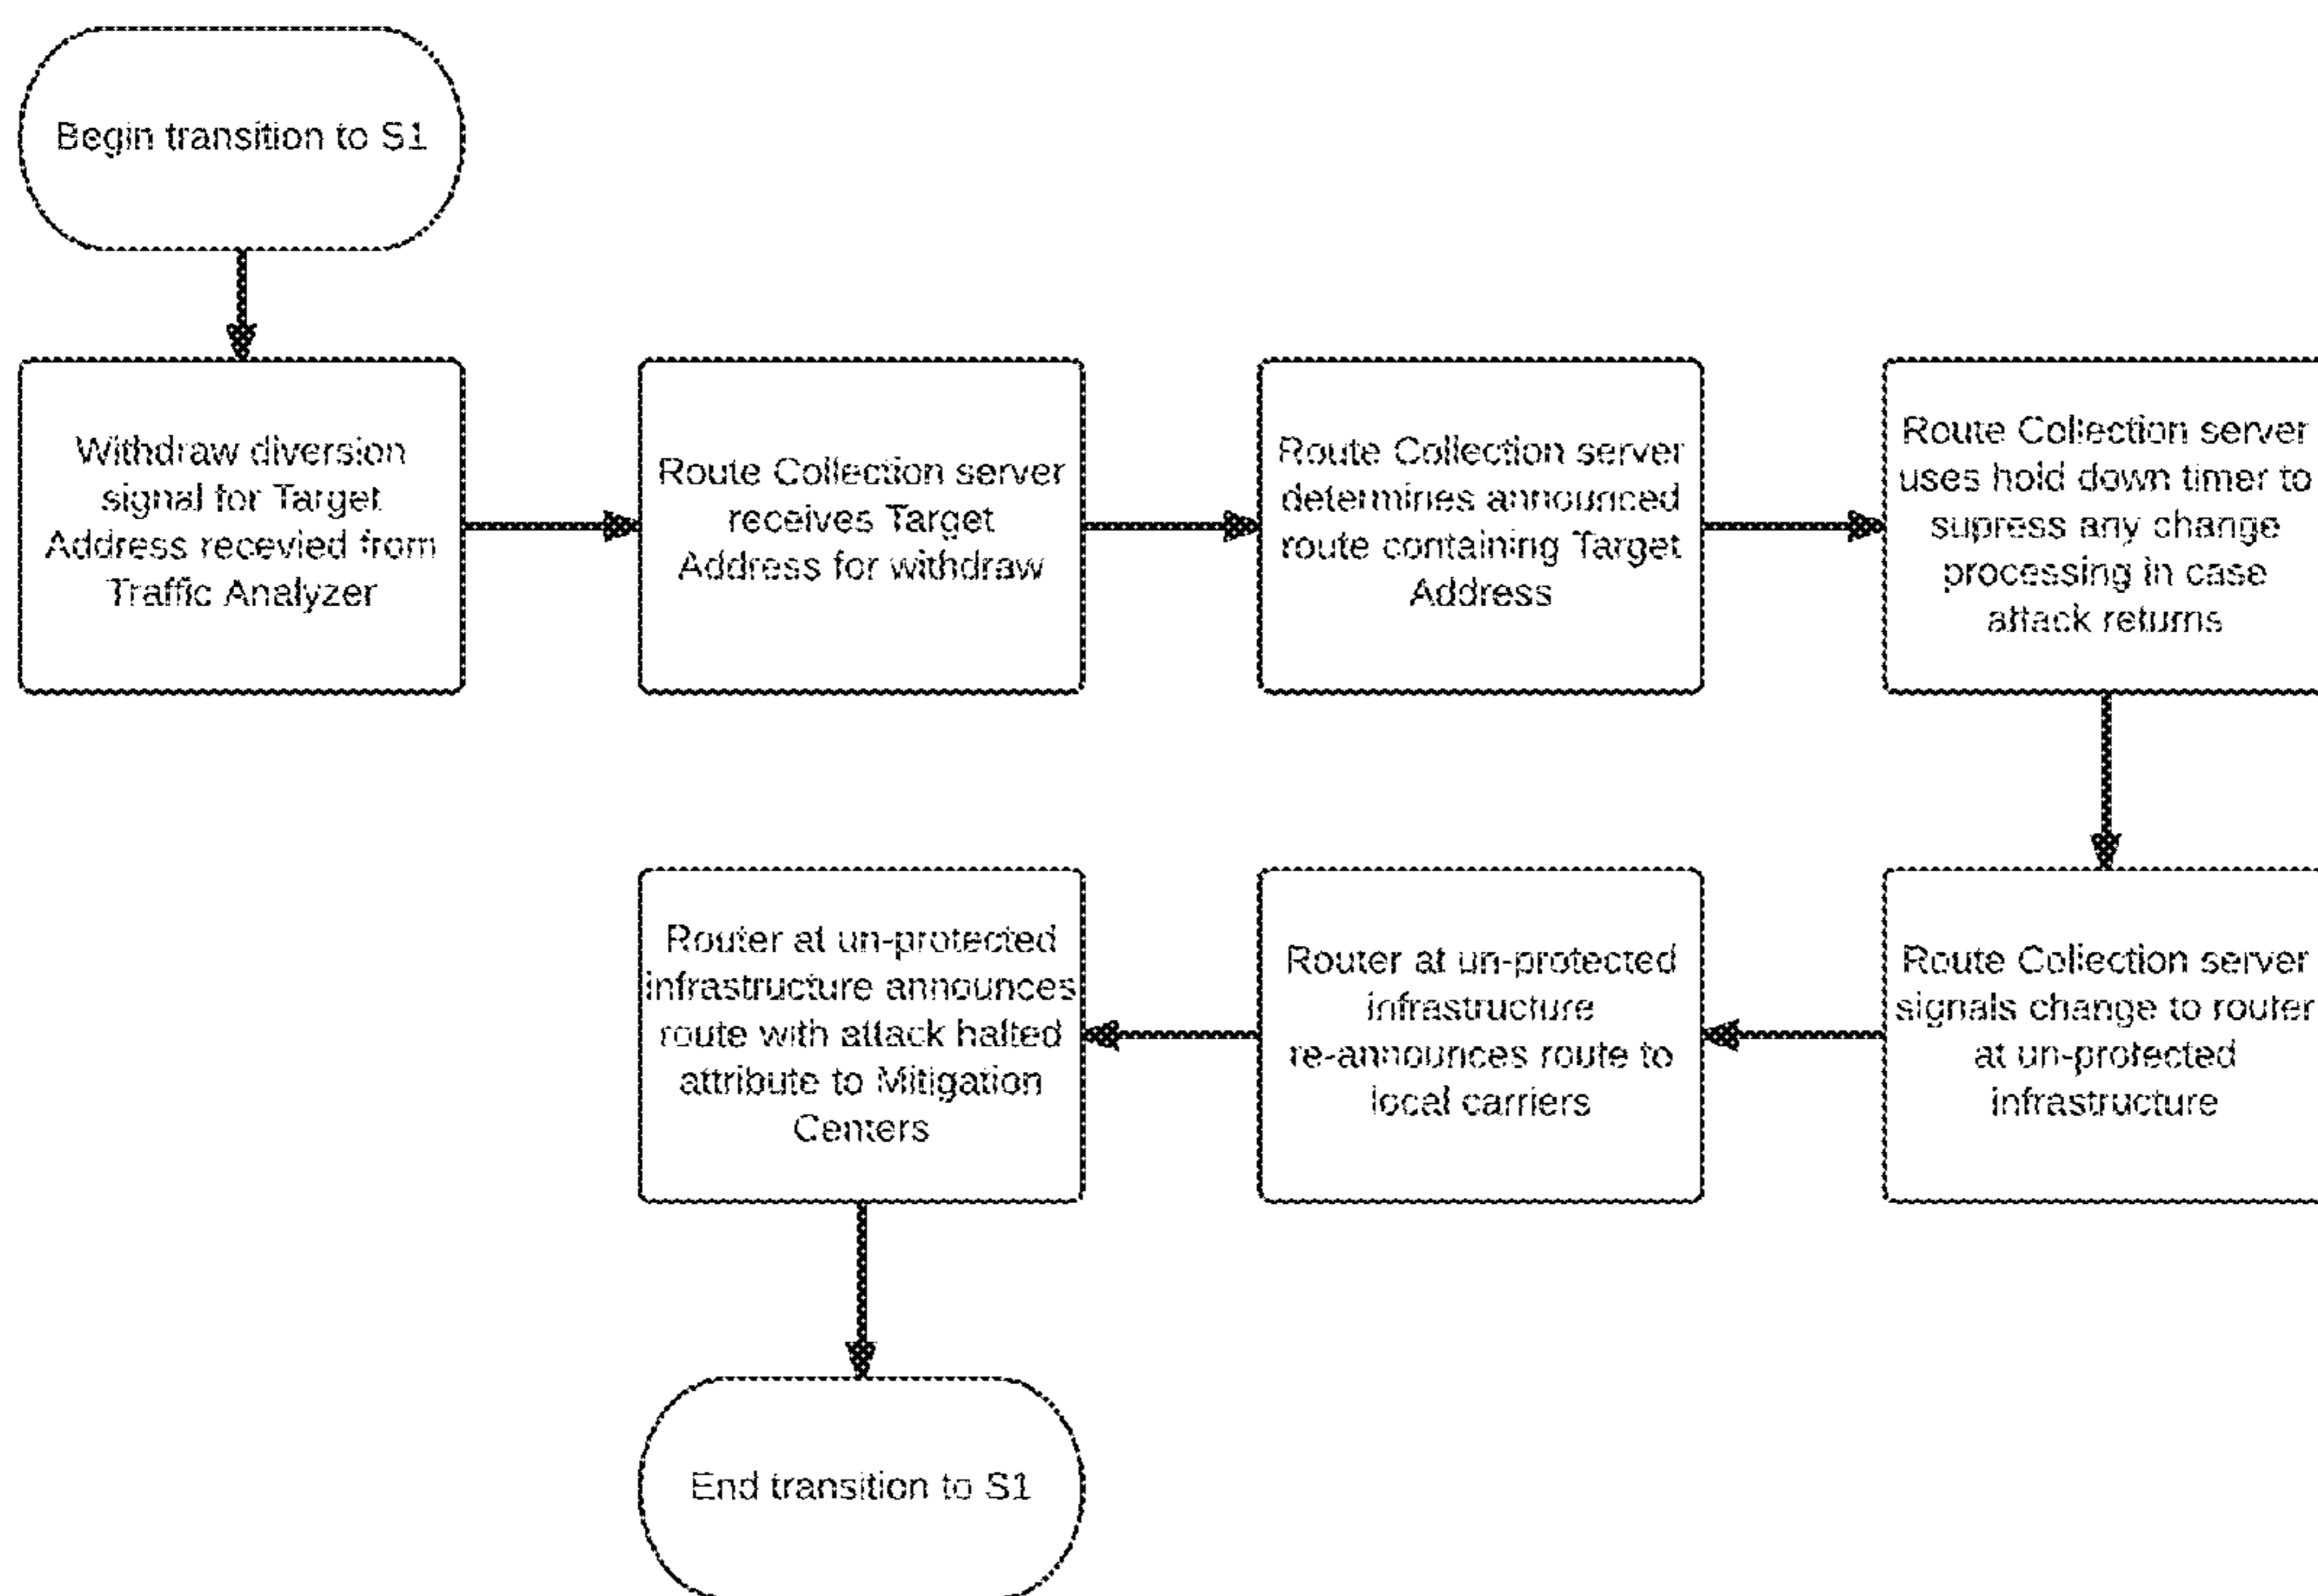 Begin transition to S1
Withdraw diversion
signal for Target
Address recevied from
Traffic Analyzer
Route Collection server
receives Target
Address for withdraw
Route Collection server
determines announced
route containing Target
Address
Route Collection server
uses hold down timer to
supress any change
processing in case
attack returns
Route Collection server
signals change to router
at un-protected
infrastructure
Router at un-protected
infrastructure
re-announces route to
local carriers
Router at un-protected
infrastructure announces
route with attack halted
attribute to Mitigation
Centers
End transition to S1